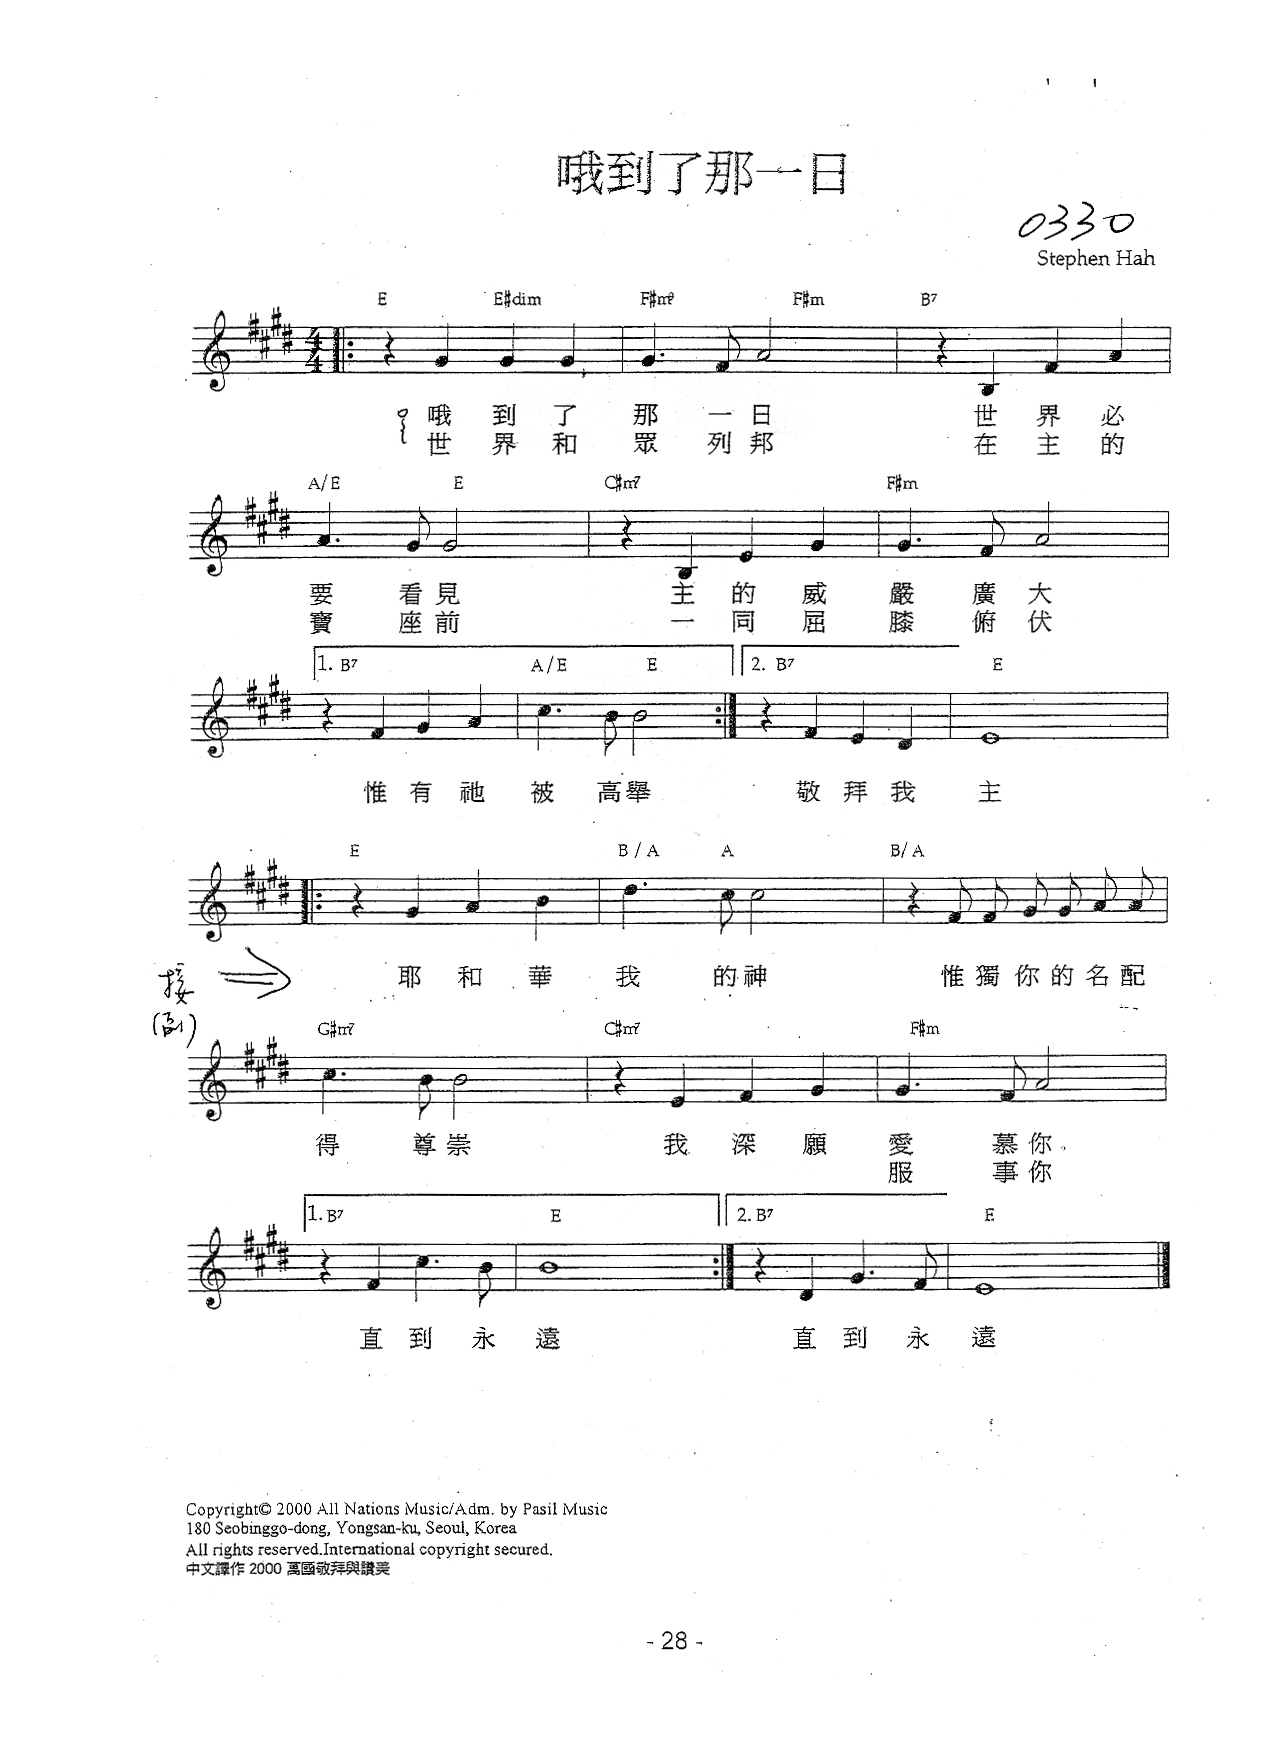 哦到了那一日
0330
Stephen Hah
E E♯dim F♯m⁹ F♯m B⁷
4/4
哦到了那一日 世界必
世界和眾列邦 在主的
A/E E C♯m⁷ F♯m
要看見 主的威嚴廣大
寶座前 一同屈膝俯伏
1. B⁷ A/E E 2. B⁷ E
惟有祂被高舉 敬拜我主
E B/A A B/A
接 耶和華我的神 惟獨你的名配
(副)
G♯m⁷ C♯m⁷ F♯m
得尊崇 我深願愛慕你
服事你
1. B⁷ E 2. B⁷ E
直到永遠 直到永遠
Copyright© 2000 All Nations Music/Adm. by Pasil Music
180 Seobinggo-dong, Yongsan-ku, Seoul, Korea
All rights reserved.International copyright secured.
中文譯作 2000 萬國敬拜與讚美
- 28 -